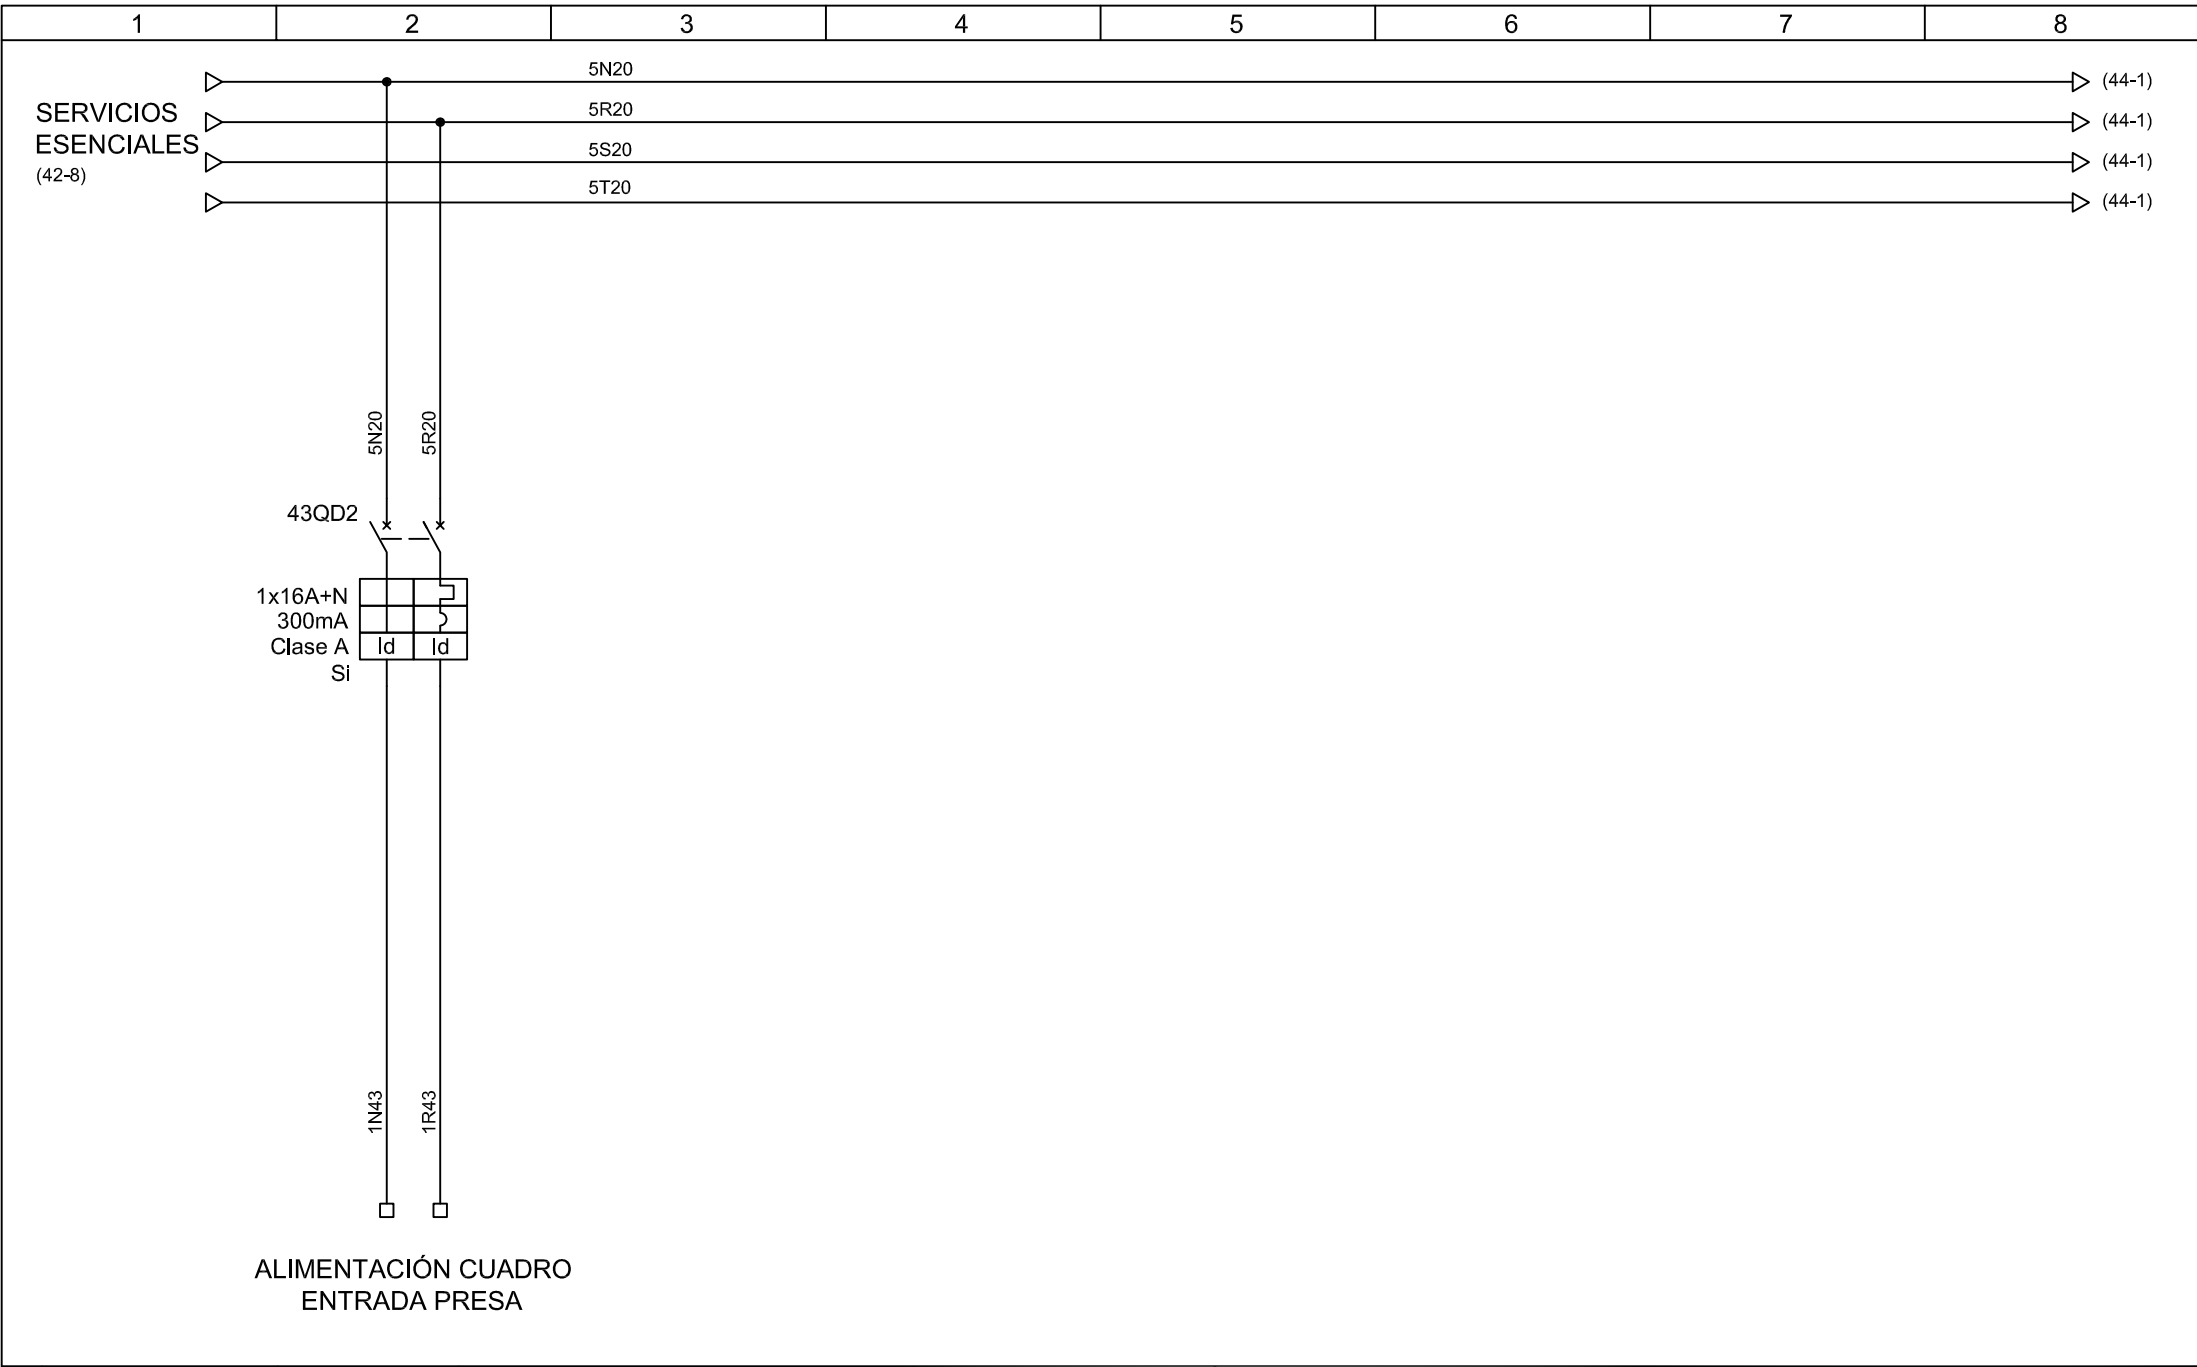 1 2 3 4 5 6 7 8
5N20 (44-1)
SERVICIOS
5R20 (44-1)
ESENCIALES
5S20 (44-1)
(42-8)
5T20 (44-1)
5N20 5R20
43QD2
1x16A+N
300mA
Clase A Id Id
Si
1N43 1R43
ALIMENTACIÓN CUADRO
ENTRADA PRESA